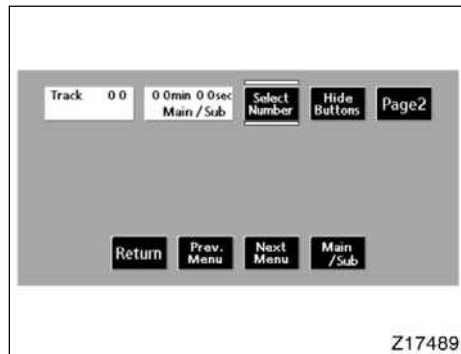 Track 0 0
0 0min 0 0sec
Main / Sub
Select
Number
Hide
Buttons
Page2
Return
Prev.
Menu
Next
Menu
Main
/Sub
Z17489